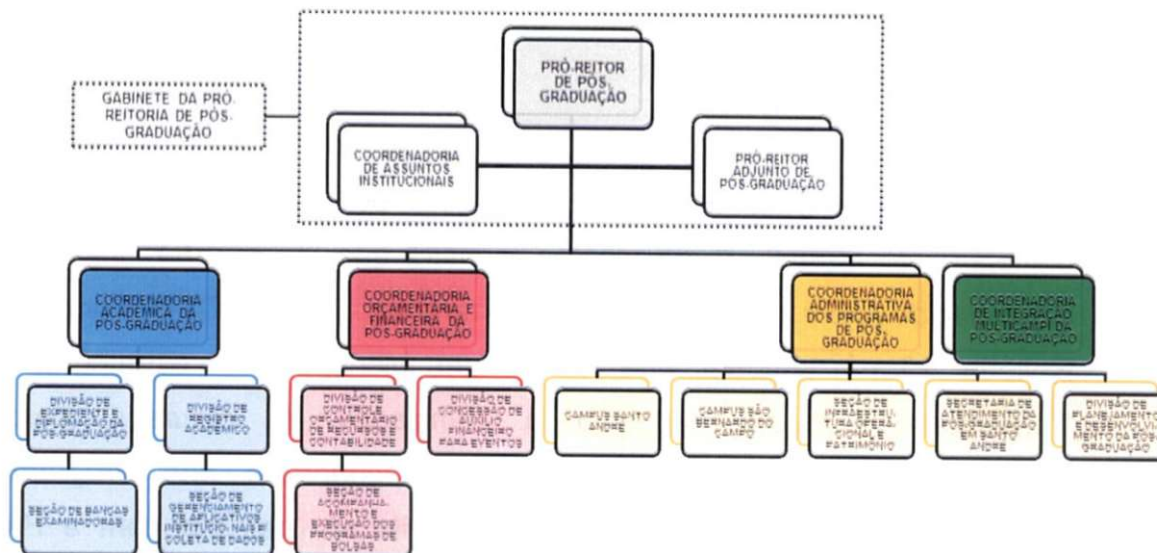 PRÓ-REITOR
DE PÓS-
GRADUAÇÃO
GABINETE DA PRÓ-
REITORIA DE PÓS-
GRADUAÇÃO
COORDENADORIA
DE ASSUNTOS
INSTITUCIONAIS
PRÓ-REITOR
ADJUNTO DE
PÓS-GRADUAÇÃO
COORDENADORIA
ACADÊMICA DA
PÓS-GRADUAÇÃO
COORDENADORIA
ORÇAMENTÁRIA E
FINANCEIRA DA
PÓS-GRADUAÇÃO
COORDENADORIA
ADMINISTRATIVA
DOS PROGRAMAS
DE PÓS-
GRADUAÇÃO
COORDENADORIA
DE INTEGRAÇÃO
MULTICAMPI DA
PÓS-GRADUAÇÃO
DIVISÃO DE
EXPEDIENTE E
DIPLOMAÇÃO DA
PÓS-GRADUAÇÃO
DIVISÃO DE
REGISTRO
ACADÊMICO
DIVISÃO DE
CONTROLE
ORÇAMENTÁRIO
DE RECURSOS E
CONTABILIDADE
DIVISÃO DE
CONCESSÃO DE
AUXÍLIO
FINANCEIRO
PARA EVENTOS
CAMPUS SANTO
ANDRÉ
CAMPUS SÃO
BERNARDO DO
CAMPO
SEÇÃO DE
INFRAESTRU-
TURA OPERA-
CIONAL E
PATRIMÔNIO
SECRETARIA DE
ATENDIMENTO DA
PÓS-GRADUAÇÃO
EM SANTO
ANDRÉ
DIVISÃO DE
PLANEJAMENTO
E DESENVOLVI-
MENTO DA PÓS-
GRADUAÇÃO
SEÇÃO DE BANCAS
EXAMINADORAS
SEÇÃO DE
GERENCIAMENTO
DE APLICATIVOS
INSTITUCIONAIS E
COLETA DE DADOS
SEÇÃO DE
ACOMPANHA-
MENTO E
EXECUÇÃO DOS
PROGRAMAS DE
BOLSAS